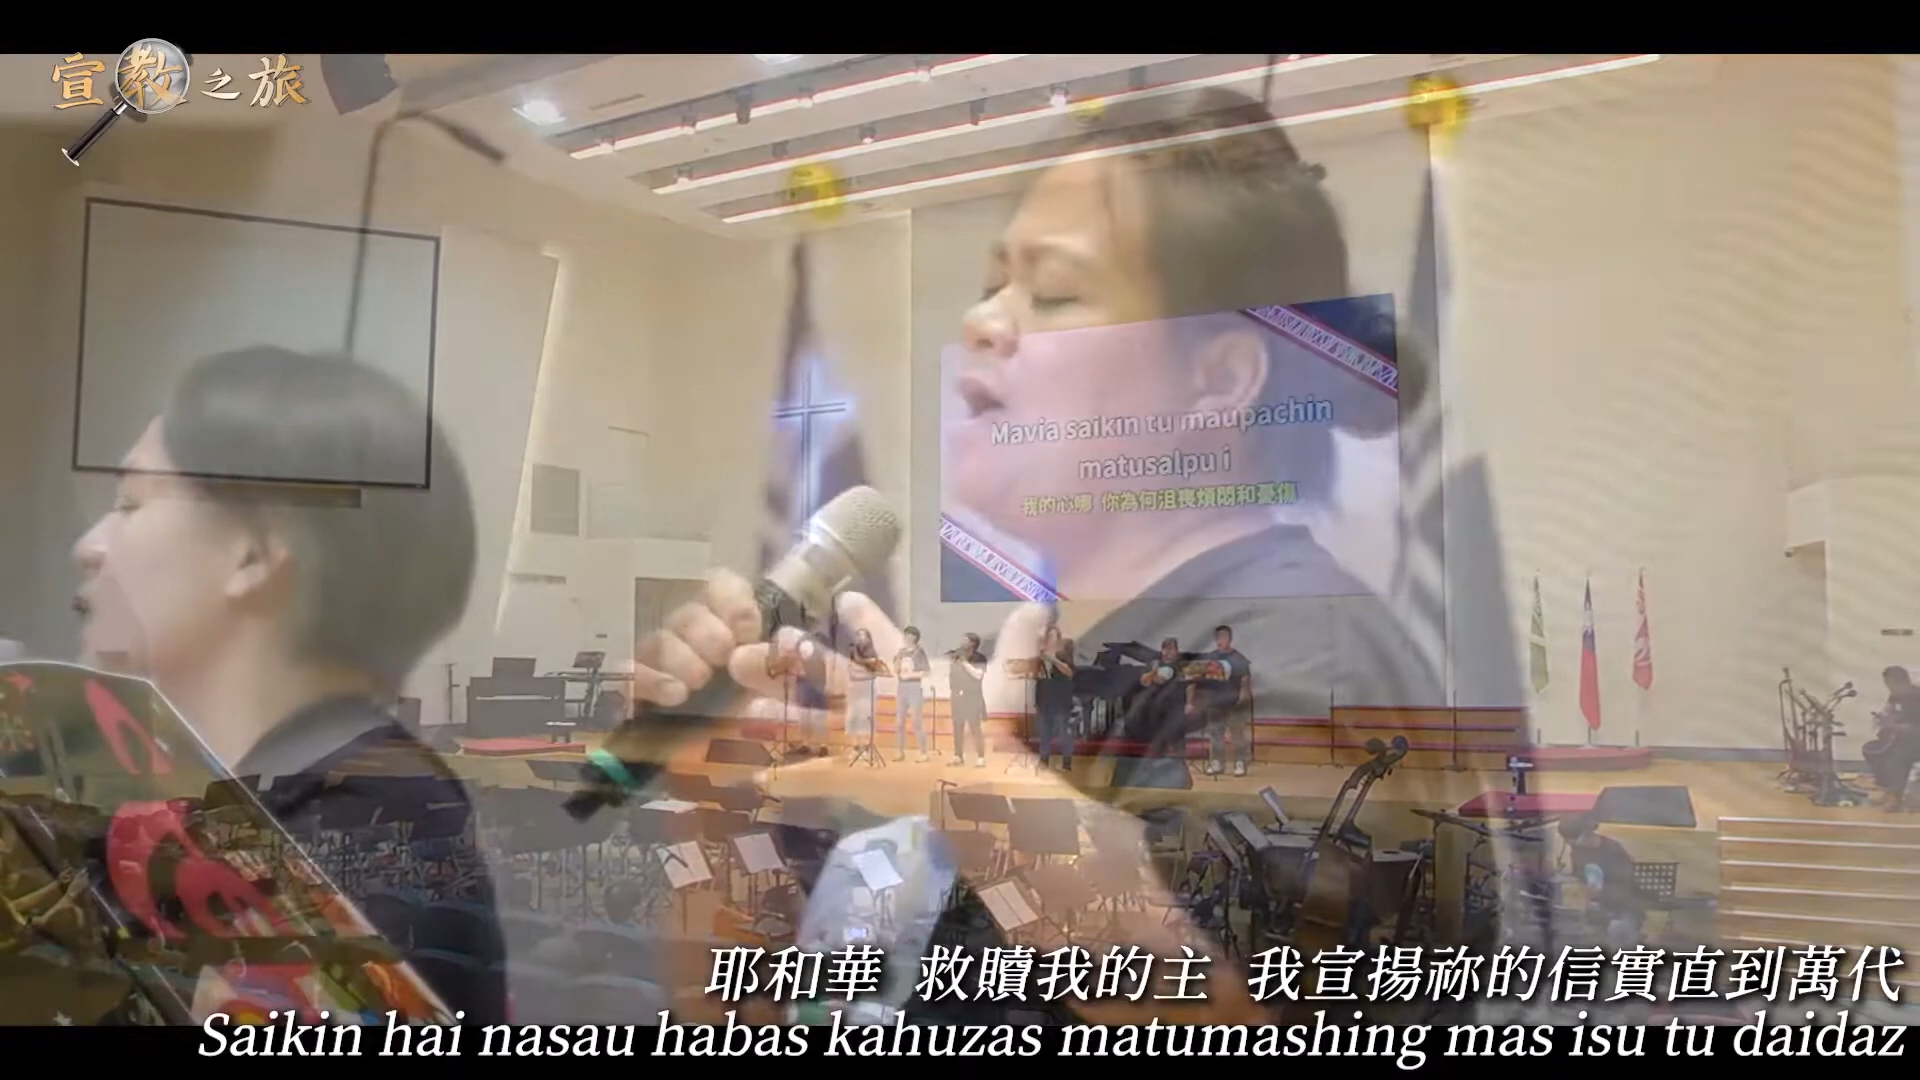 宣教之旅
Mavia saikin tu maupachin
matusalpu i
我的心哪 你為何沮喪煩悶和憂傷
耶和華 救贖我的主 我宣揚祢的信實直到萬代
Saikin hai nasau habas kahuzas matumashing mas isu tu daidaz